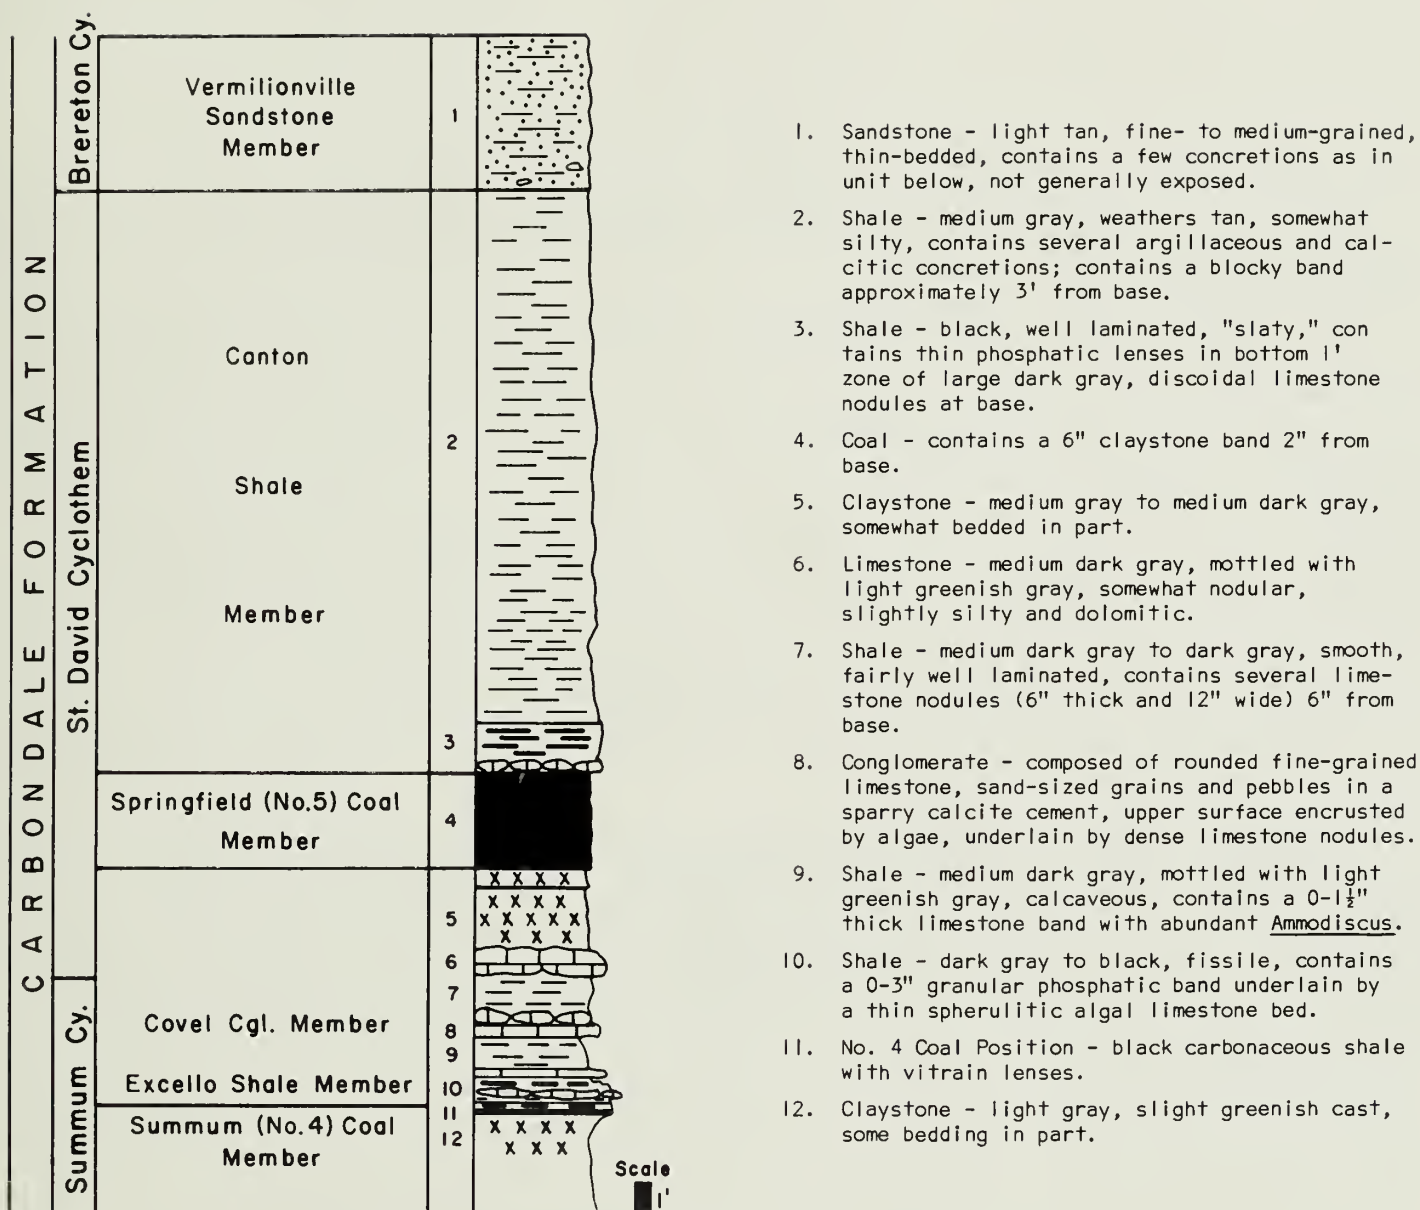 CARBONDALE FORMATION
Brereton Cy.
St. David Cyclothem
Summum Cy.
Vermilionville
Sandstone
Member
Canton
Shale
Member
Springfield (No.5) Coal
Member
Covel Cgl. Member
Excello Shale Member
Summum (No.4) Coal
Member
1
2
3
4
5
6
7
8
9
10
11
12
Scale
1'
1. Sandstone - light tan, fine- to medium-grained,
thin-bedded, contains a few concretions as in
unit below, not generally exposed.
2. Shale - medium gray, weathers tan, somewhat
silty, contains several argillaceous and cal-
citic concretions; contains a blocky band
approximately 3' from base.
3. Shale - black, well laminated, "slaty," con
tains thin phosphatic lenses in bottom 1'
zone of large dark gray, discoidal limestone
nodules at base.
4. Coal - contains a 6" claystone band 2" from
base.
5. Claystone - medium gray to medium dark gray,
somewhat bedded in part.
6. Limestone - medium dark gray, mottled with
light greenish gray, somewhat nodular,
slightly silty and dolomitic.
7. Shale - medium dark gray to dark gray, smooth,
fairly well laminated, contains several lime-
stone nodules (6" thick and 12" wide) 6" from
base.
8. Conglomerate - composed of rounded fine-grained
limestone, sand-sized grains and pebbles in a
sparry calcite cement, upper surface encrusted
by algae, underlain by dense limestone nodules.
9. Shale - medium dark gray, mottled with light
greenish gray, calcaveous, contains a 0-1½"
thick limestone band with abundant Ammodiscus.
10. Shale - dark gray to black, fissile, contains
a 0-3" granular phosphatic band underlain by
a thin spherulitic algal limestone bed.
11. No. 4 Coal Position - black carbonaceous shale
with vitrain lenses.
12. Claystone - light gray, slight greenish cast,
some bedding in part.